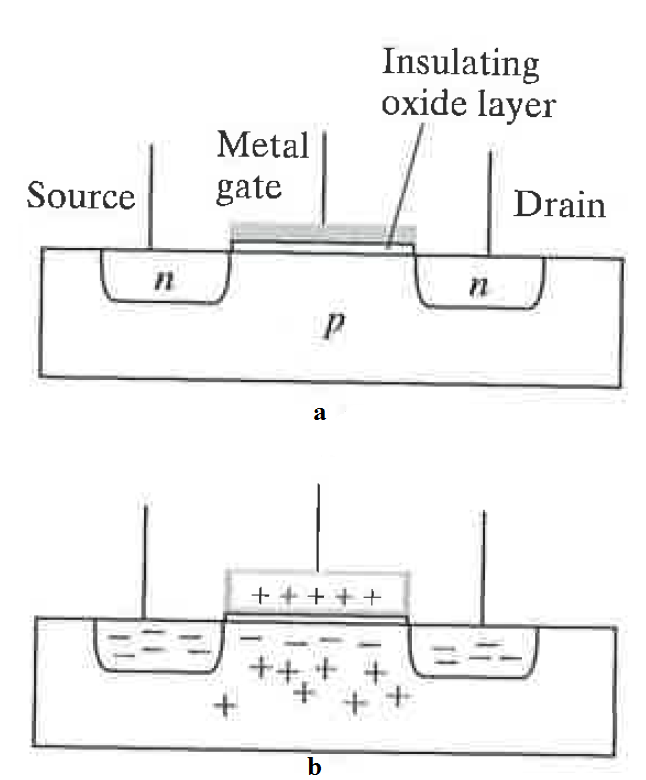 Insulating
oxide layer
Metal
gate
Source
Drain
n
n
p
a
+ + + + +
− − − − − − − − − − − − −
+ + + + + + + +
b